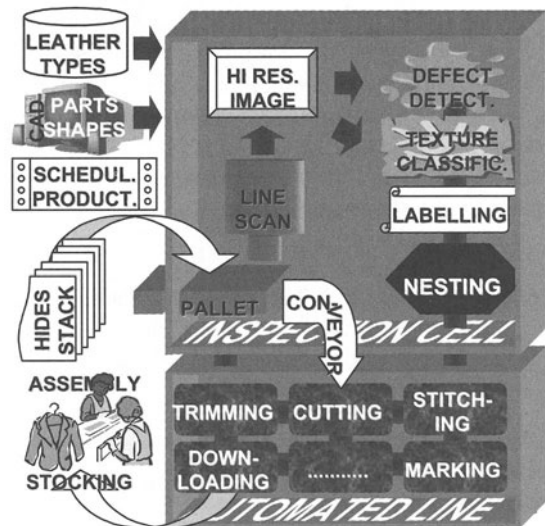 LEATHER
TYPES
CAD
PARTS
SHAPES
SCHEDUL.
PRODUCT.
HI RES.
IMAGE
DEFECT
DETECT.
TEXTURE
CLASSIFIC.
LINE
SCAN
LABELLING
HIDES
STACK
PALLET
CON-
VEYOR
NESTING
INSPECTION CELL
ASSEMBLY
STOCKING
TRIMMING
CUTTING
STITCH-
ING
DOWN-
LOADING
...........
MARKING
AUTOMATED LINE